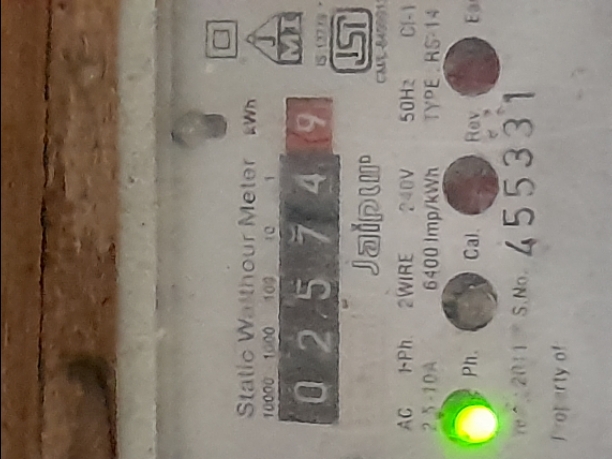 JMI
IS 13779
ISI
Static Watthour Meter
10000 1000 100 10 1 kWh
0 2 5 7 4 9
Jaipur
AC 1-Ph. 2WIRE 240V 50Hz Cl-1
2.5-10A 6400 Imp/kWh TYPE: RS-14
Ph. Cal. Rev
2011 S.No. 455331
Property of